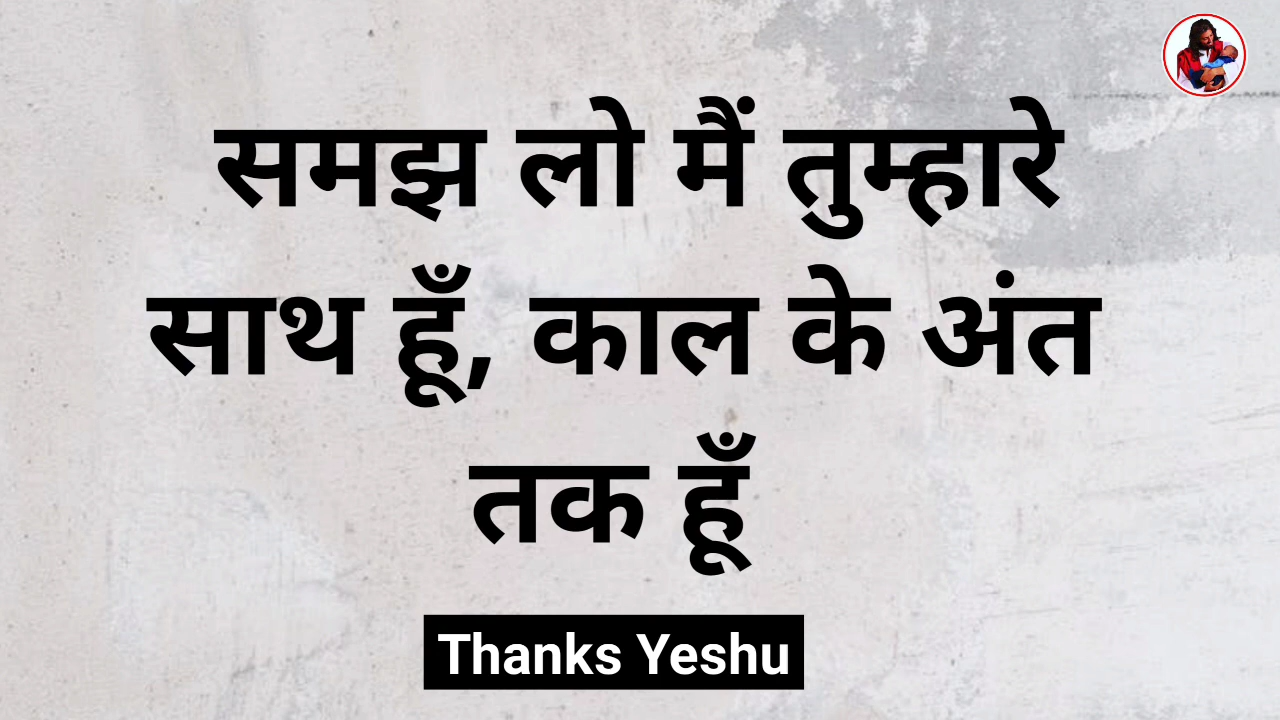 समझ लो मैं तुम्हारे
साथ हूँ, काल के अंत
तक हूँ
Thanks Yeshu